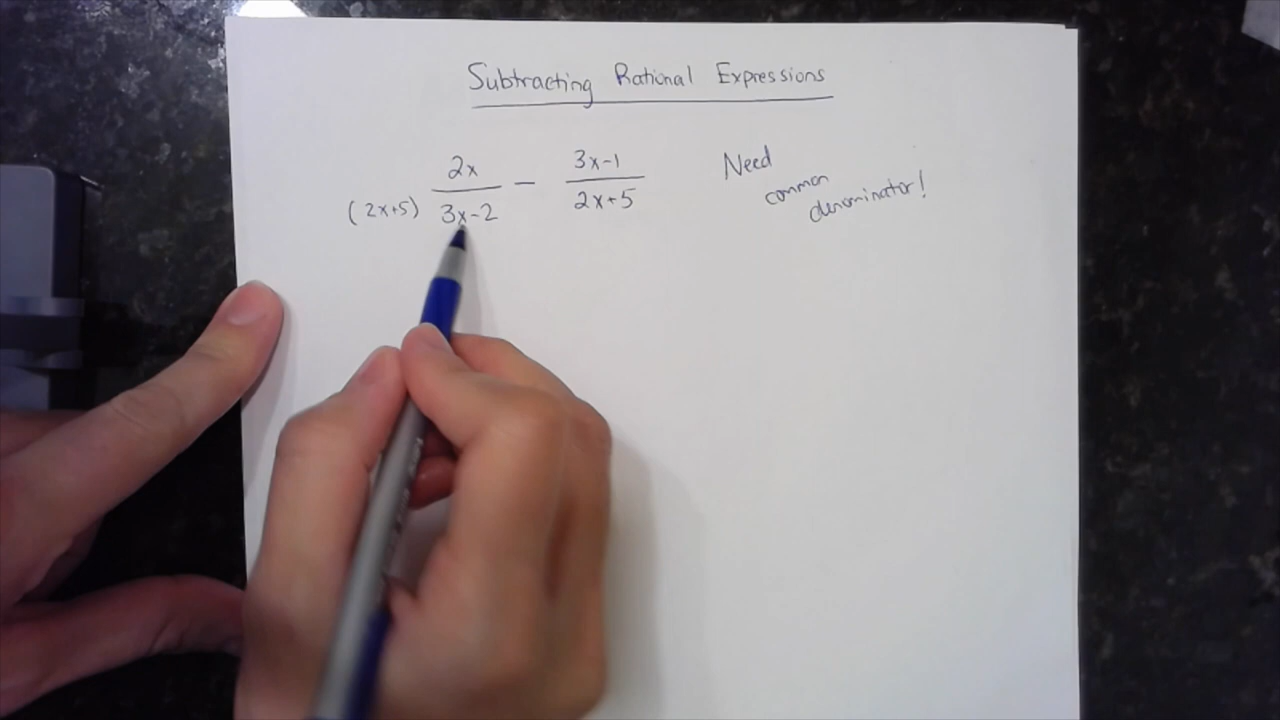 Subtracting Rational Expressions
2x
3x-1
(2x+5)
—
3x-2
2x+5
Need
common
denominator!